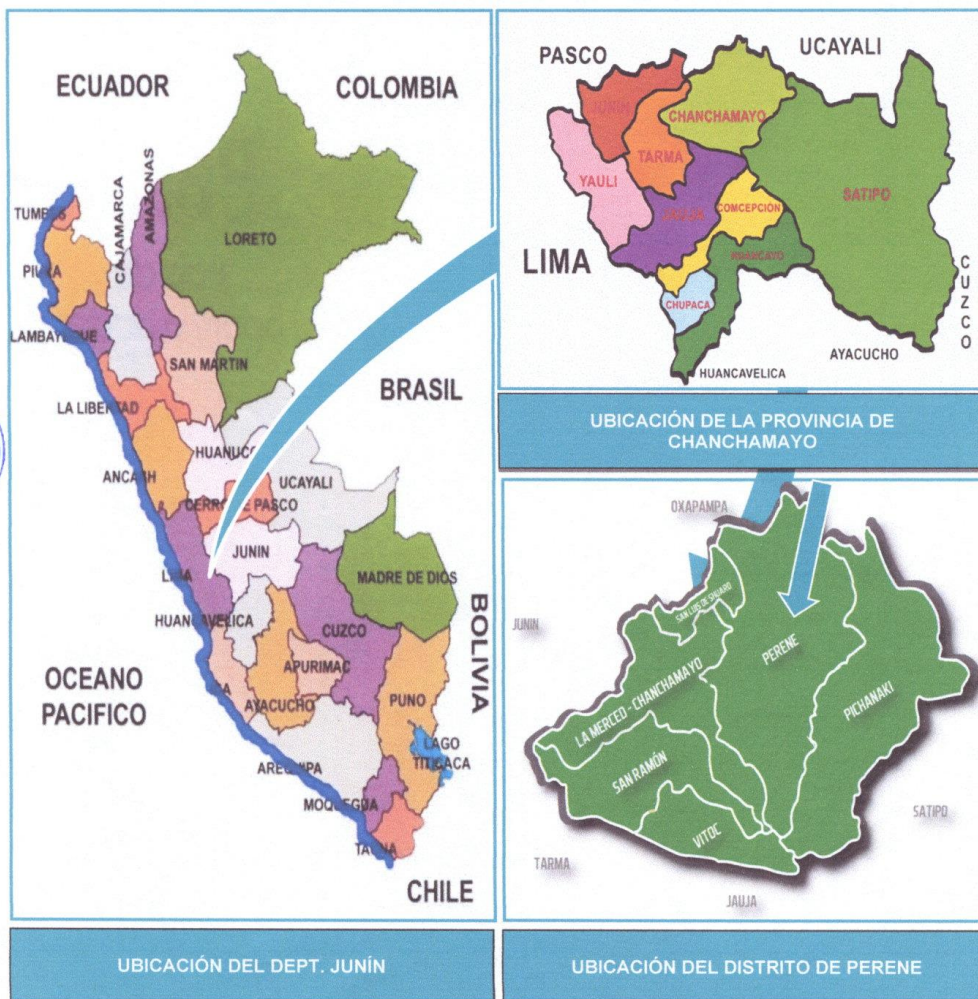 ECUADOR
COLOMBIA
TUMBES
CAJAMARCA
AMAZONAS
LORETO
PIURA
LAMBAYEQUE
SAN MARTIN
BRASIL
LA LIBERTAD
HUANUCO
ANCASH
UCAYALI
CERRO DE PASCO
JUNIN
LIMA
MADRE DE DIOS
HUANCAVELICA
CUZCO
BOLIVIA
APURIMAC
OCEANO
PACIFICO
AYACUCHO
PUNO
LAGO
TITICACA
AREQUIPA
MOQUEGUA
TACNA
CHILE
UBICACIÓN DEL DEPT. JUNÍN
PASCO
UCAYALI
JUNIN
CHANCHAMAYO
TARMA
YAULI
SATIPO
JAUJA
COMCEPCIÓN
LIMA
HUANCAYO
CUZCO
CHUPACA
AYACUCHO
HUANCAVELICA
UBICACIÓN DE LA PROVINCIA DE
CHANCHAMAYO
OXAPAMPA
SAN LUIS DE SHUARO
JUNIN
PERENE
LA MERCED - CHANCHAMAYO
PICHANAKI
SAN RAMÓN
SATIPO
VITOC
TARMA
JAUJA
UBICACIÓN DEL DISTRITO DE PERENE